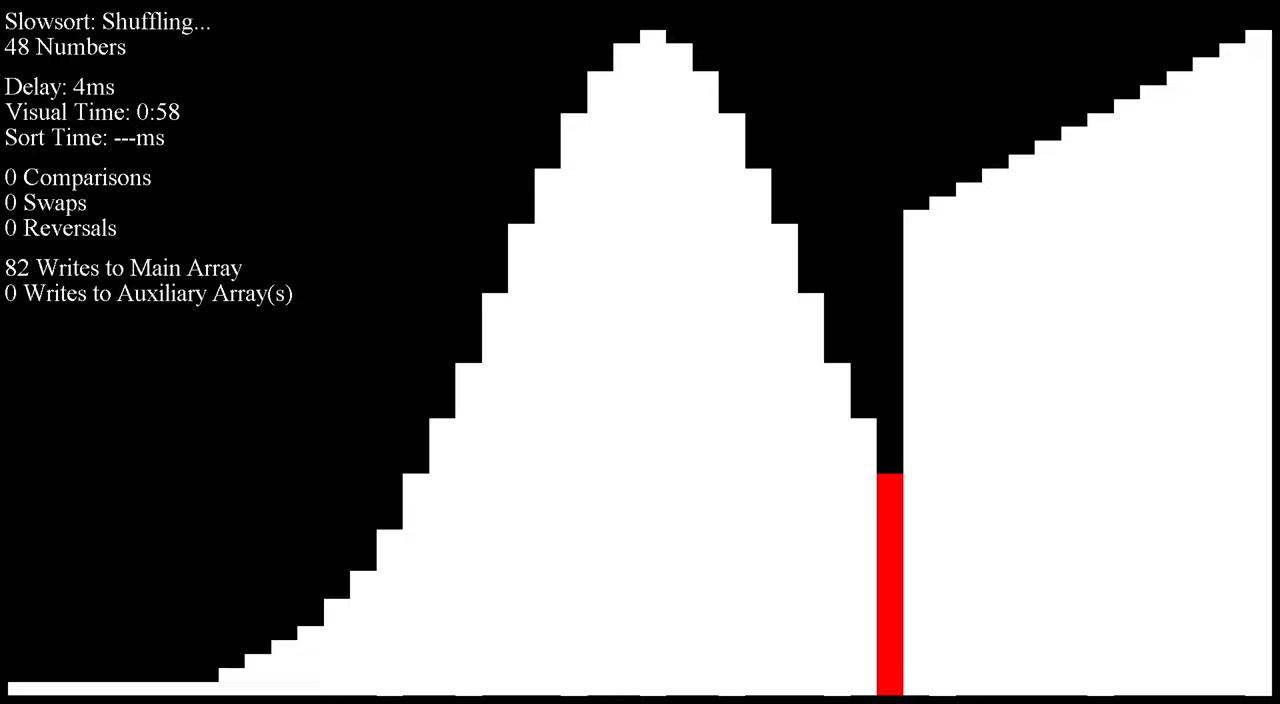 Slowsort: Shuffling...
48 Numbers
Delay: 4ms
Visual Time: 0:58
Sort Time: ---ms
0 Comparisons
0 Swaps
0 Reversals
82 Writes to Main Array
0 Writes to Auxiliary Array(s)